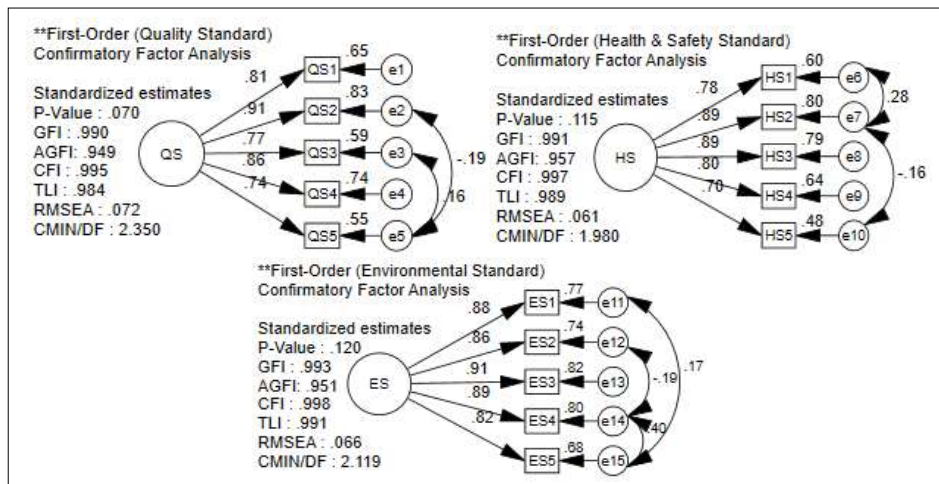 **First-Order (Quality Standard)
Confirmatory Factor Analysis
Standardized estimates
P-Value : .070
GFI : .990
AGFI : .949
CFI : .995
TLI : .984
RMSEA : .072
CMIN/DF : 2.350
QS
.81
.91
.77
.86
.74
.65
QS1
e1
.83
QS2
e2
.59
QS3
e3
.74
QS4
e4
.55
QS5
e5
-.19
.16
**First-Order (Health & Safety Standard)
Confirmatory Factor Analysis
Standardized estimates
P-Value : .115
GFI : .991
AGFI : .957
CFI : .997
TLI : .989
RMSEA : .061
CMIN/DF : 1.980
HS
.78
.89
.89
.80
.70
.60
HS1
e6
.80
HS2
e7
.79
HS3
e8
.64
HS4
e9
.48
HS5
e10
.28
-.16
**First-Order (Environmental Standard)
Confirmatory Factor Analysis
Standardized estimates
P-Value : .120
GFI : .993
AGFI: .951
CFI : .998
TLI : .991
RMSEA : .066
CMIN/DF : 2.119
ES
.88
.86
.91
.89
.82
.77
ES1
e11
.74
ES2
e12
.82
ES3
e13
.80
ES4
e14
.68
ES5
e15
-.19
.17
.40